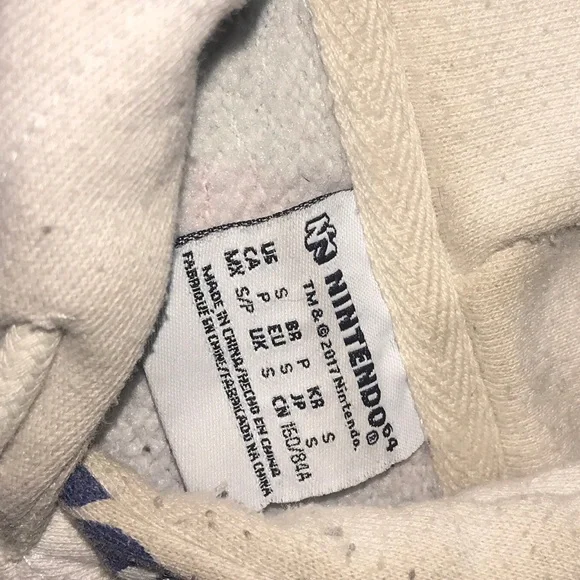 NINTENDO64®
TM & © 2017 Nintendo.
US S BR P KR S
CA P EU S JP S
MX S/P UK S CN 160/84A
MADE IN CHINA/HECHO EN CHINA
FABRIQUÉ EN CHINE/FABRICADO NA CHINA